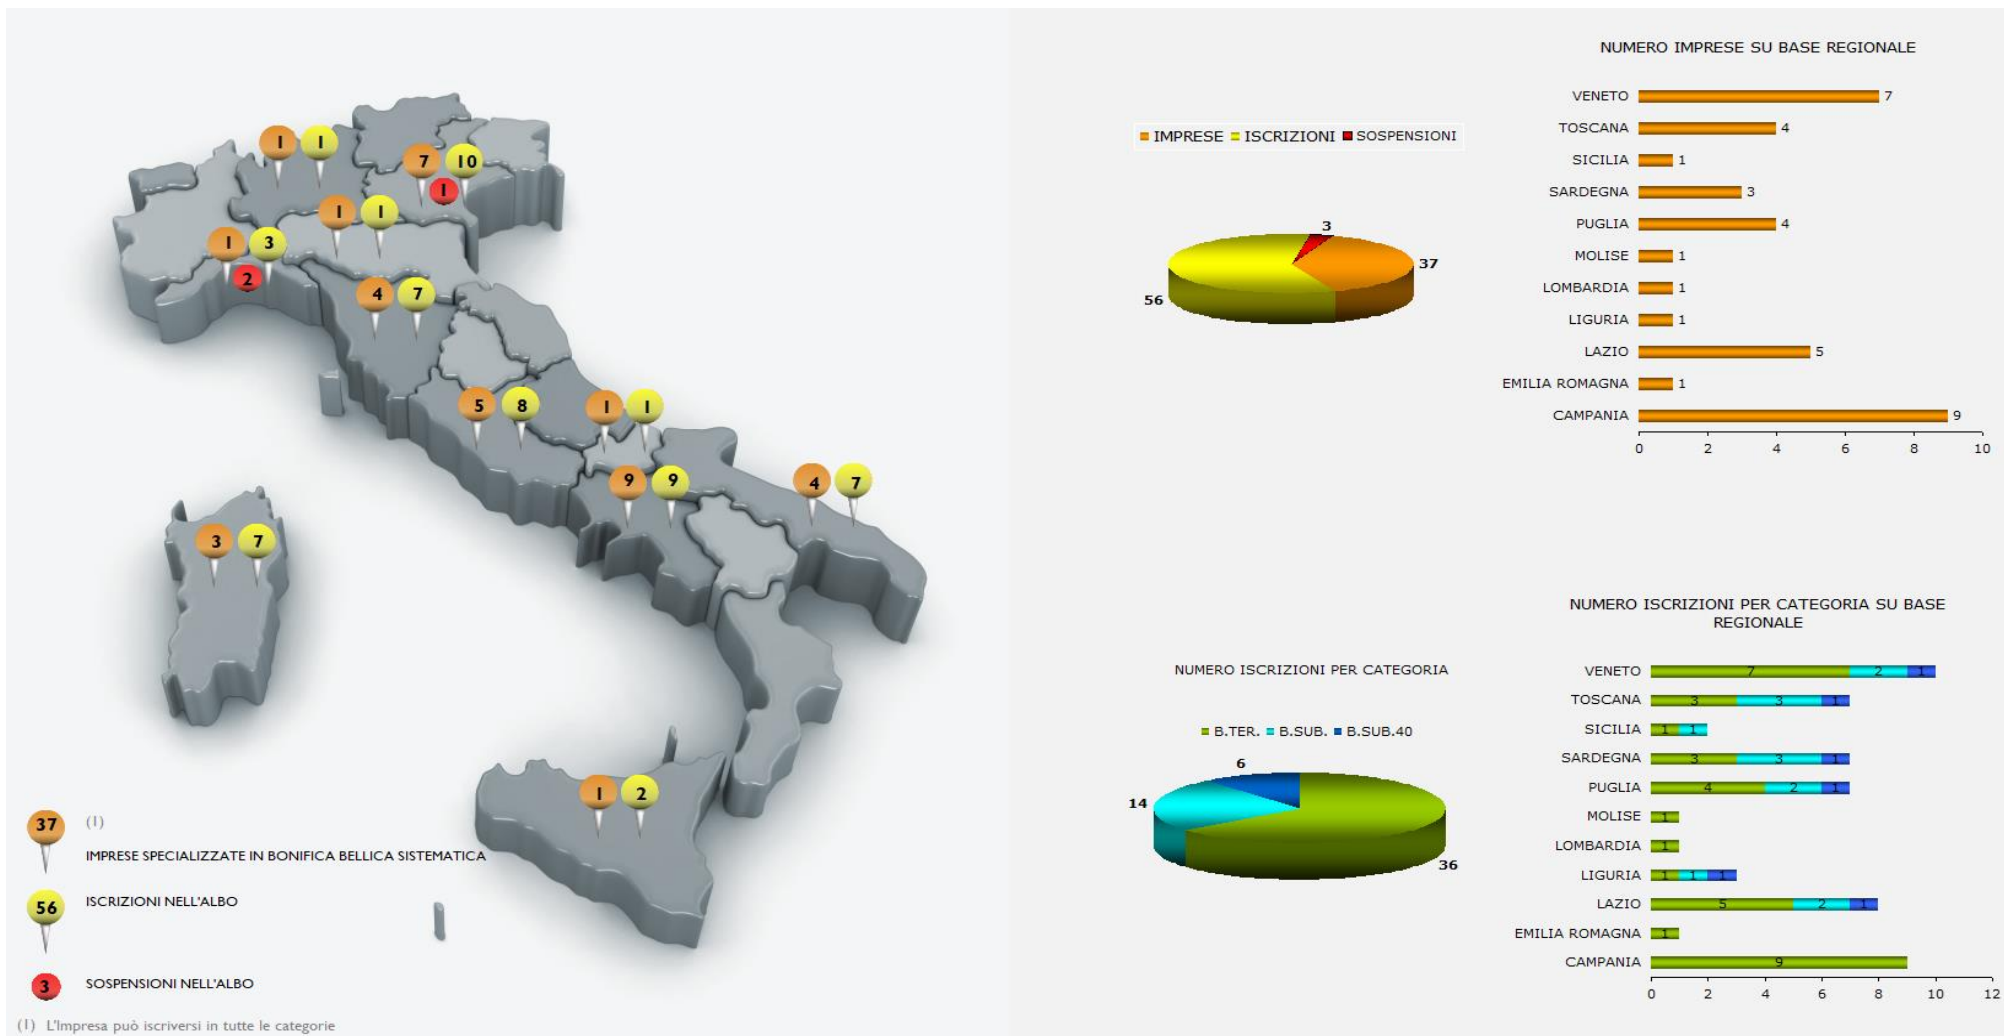 1 1
7 10
1
1 1
1 3
2
4 7
5 8
1 1
9 9
4 7
3 7
1 2
37 (1)
IMPRESE SPECIALIZZATE IN BONIFICA BELLICA SISTEMATICA
56 ISCRIZIONI NELL'ALBO
3 SOSPENSIONI NELL'ALBO
(1) L'Impresa può iscriversi in tutte le categorie
IMPRESE ISCRIZIONI SOSPENSIONI
3
37
56
NUMERO IMPRESE SU BASE REGIONALE
VENETO 7
TOSCANA 4
SICILIA 1
SARDEGNA 3
PUGLIA 4
MOLISE 1
LOMBARDIA 1
LIGURIA 1
LAZIO 5
EMILIA ROMAGNA 1
CAMPANIA 9
0 2 4 6 8 10
NUMERO ISCRIZIONI PER CATEGORIA
B.TER. B.SUB. B.SUB.40
6
14
36
NUMERO ISCRIZIONI PER CATEGORIA SU BASE
REGIONALE
VENETO 7 2 1
TOSCANA 3 3 1
SICILIA 1 1
SARDEGNA 3 3 1
PUGLIA 4 2 1
MOLISE 1
LOMBARDIA 1
LIGURIA 1 1 1
LAZIO 5 2 1
EMILIA ROMAGNA 1
CAMPANIA 9
0 2 4 6 8 10 12